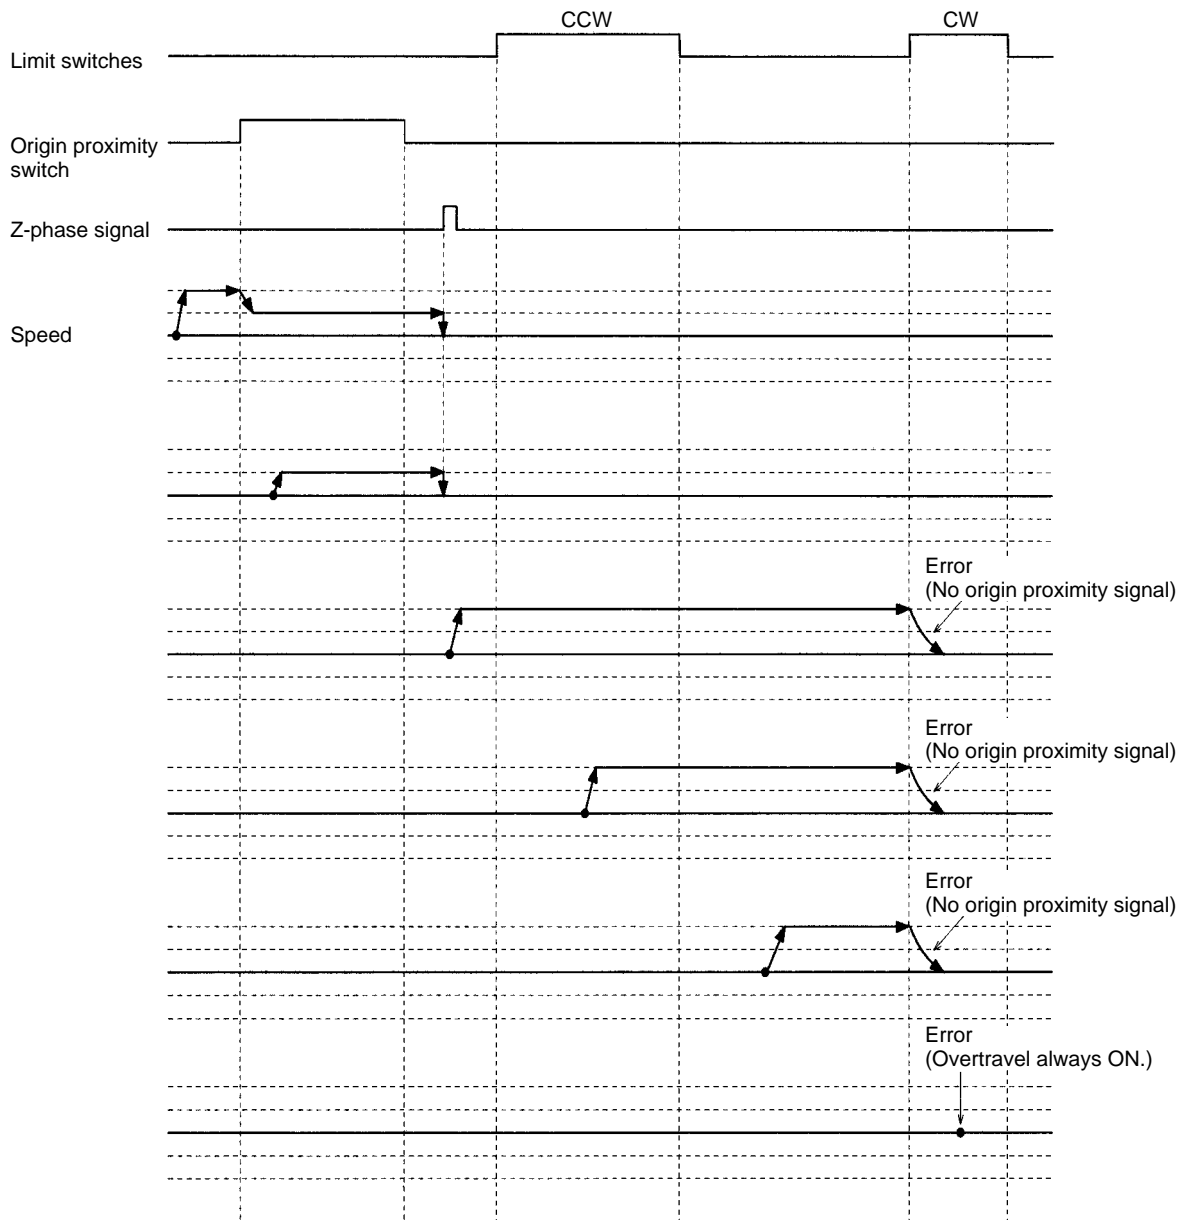 CCW
CW
Limit switches
Origin proximity
switch
Z-phase signal
Speed
Error
(No origin proximity signal)
Error
(No origin proximity signal)
Error
(No origin proximity signal)
Error
(Overtravel always ON.)